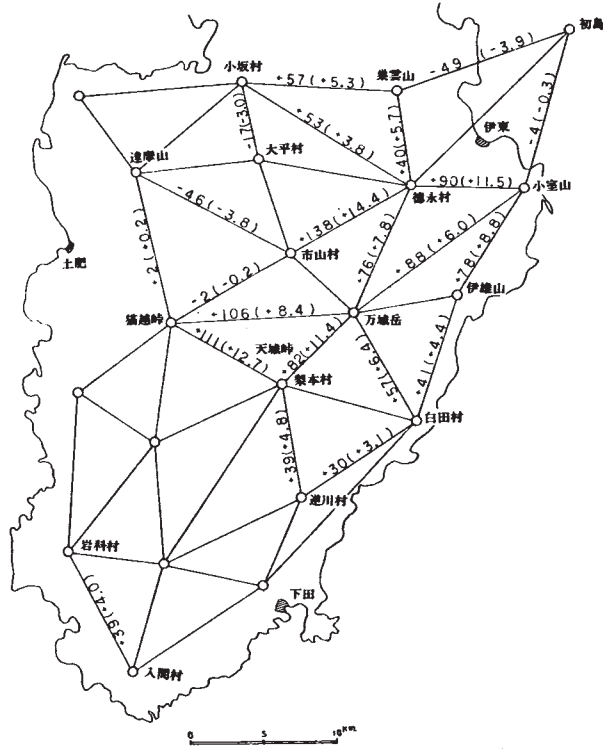 初島
小坂村
+57(+5.3)
巣雲山
-49 (-3.9)
-17(-3.0)
+53(+3.8)
+40(+5.7)
-4(-0.3)
伊東
大平村
達摩山
+90(+11.5)
小室山
徳永村
-46(-3.8)
+138(+14.4)
+2(+0.2)
土肥
市山村
+76(+7.8)
+88(+6.0)
+78(+8.8)
伊雄山
-2(-0.2)
+106(+8.4)
万城岳
猫越峠
+111(+12.7)
天城峠
+82(+11.4)
+57(+6.4)
+41(+4.4)
梨本村
白田村
+39(+4.8)
+30(+3.1)
逆川村
岩科村
+39(+4.0)
下田
入間村
0 5 10 KM